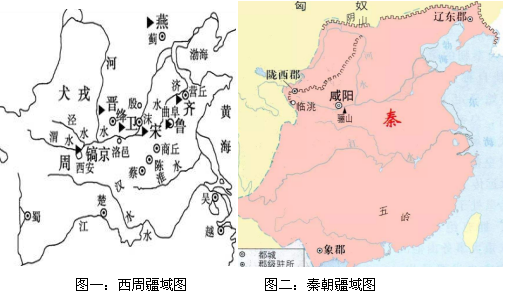 燕
蓟
渤海
河
犬戎
济
营丘
齐
晋
殷
水
曲阜
绛
卫
沫
鲁
黄海
泾水
宋
渭水
镐京
洛邑
商丘
周
西安
陈
蔡
淮水
汉水
蜀
楚
吴
江
越
匈奴
阴山
辽东郡
陇西郡
咸阳
临洮
骊山
秦
五岭
象郡
都城
郡级驻所
图一：西周疆域图
图二：秦朝疆域图